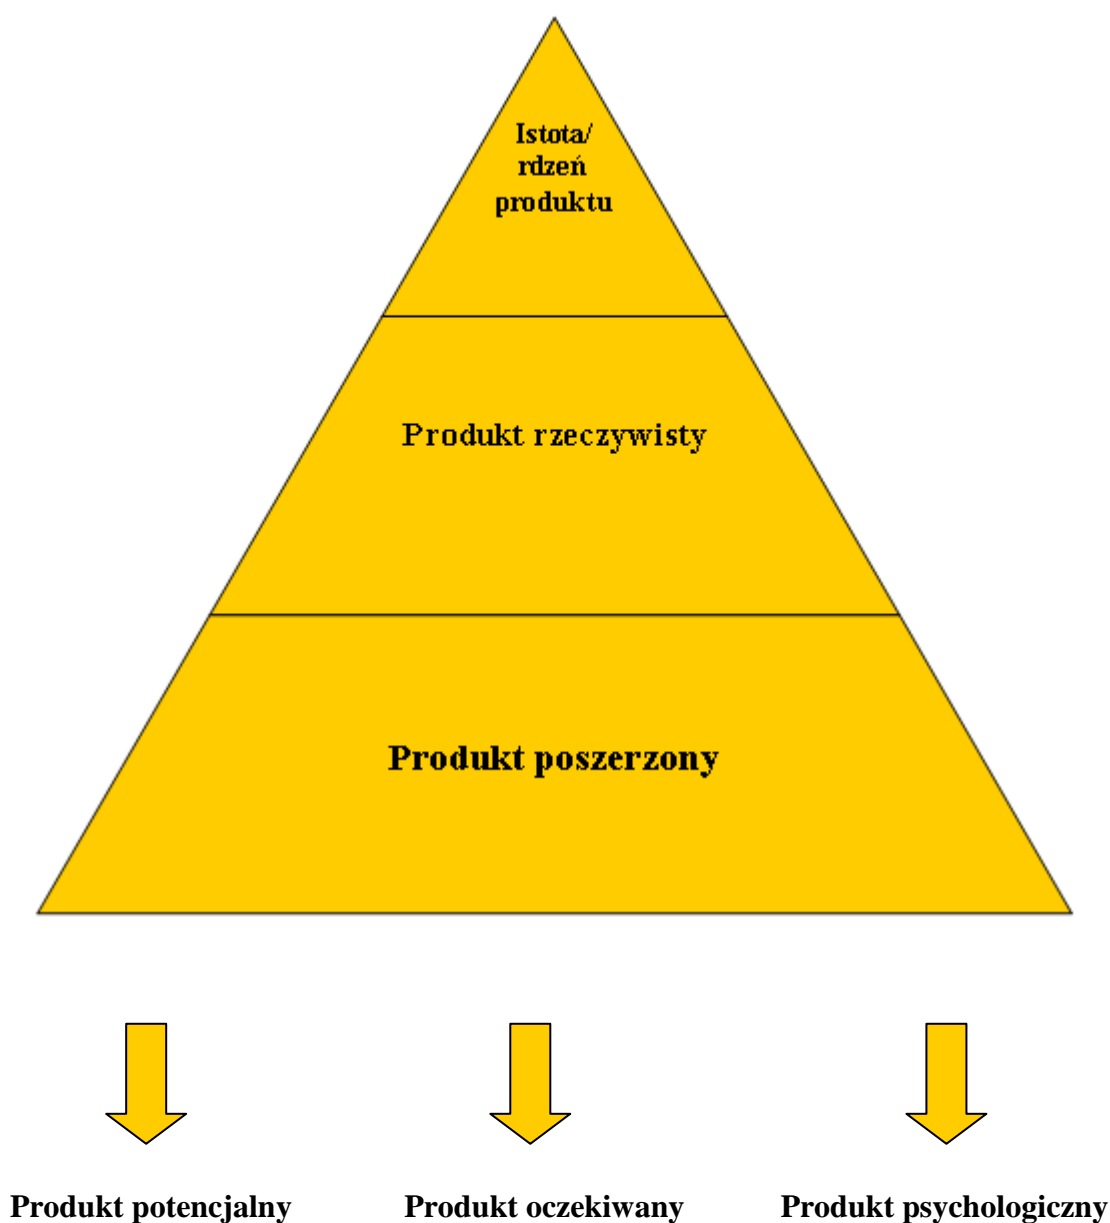 Istota/
rdzeń
produktu
Produkt rzeczywisty
Produkt poszerzony
Produkt potencjalny Produkt oczekiwany Produkt psychologiczny